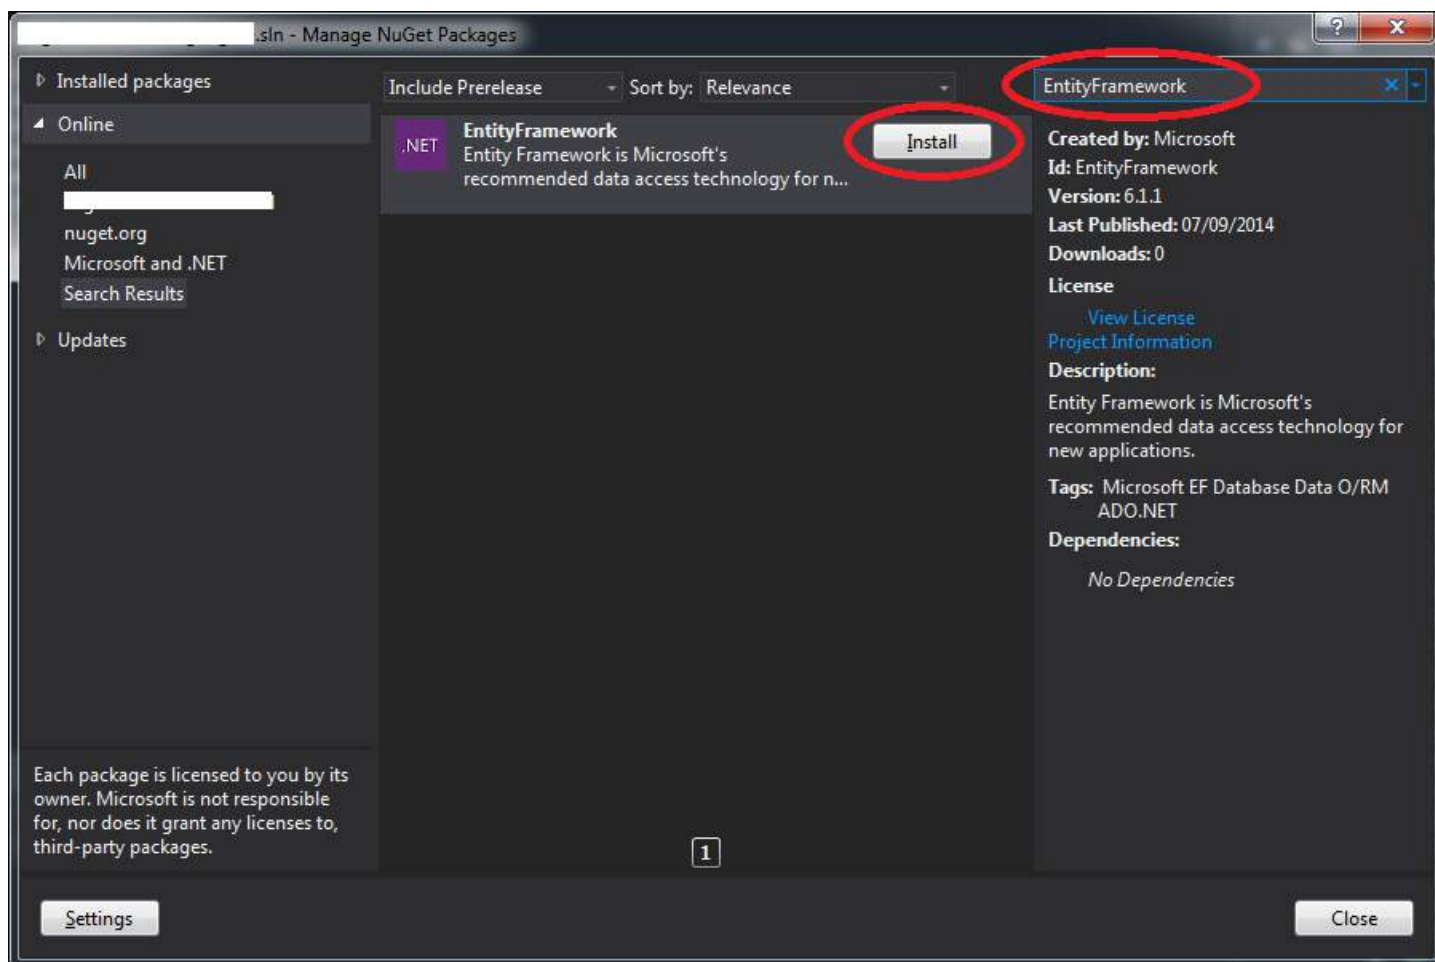 .sln - Manage NuGet Packages
?
X
Installed packages
Online
All
nuget.org
Microsoft and .NET
Search Results
Updates
Each package is licensed to you by its
owner. Microsoft is not responsible
for, nor does it grant any licenses to,
third-party packages.
Settings
Include Prerelease
Sort by: Relevance
.NET
EntityFramework
Entity Framework is Microsoft's
recommended data access technology for n...
Install
1
EntityFramework
Created by: Microsoft
Id: EntityFramework
Version: 6.1.1
Last Published: 07/09/2014
Downloads: 0
License
View License
Project Information
Description:
Entity Framework is Microsoft's
recommended data access technology for
new applications.
Tags: Microsoft EF Database Data O/RM
ADO.NET
Dependencies:
No Dependencies
Close